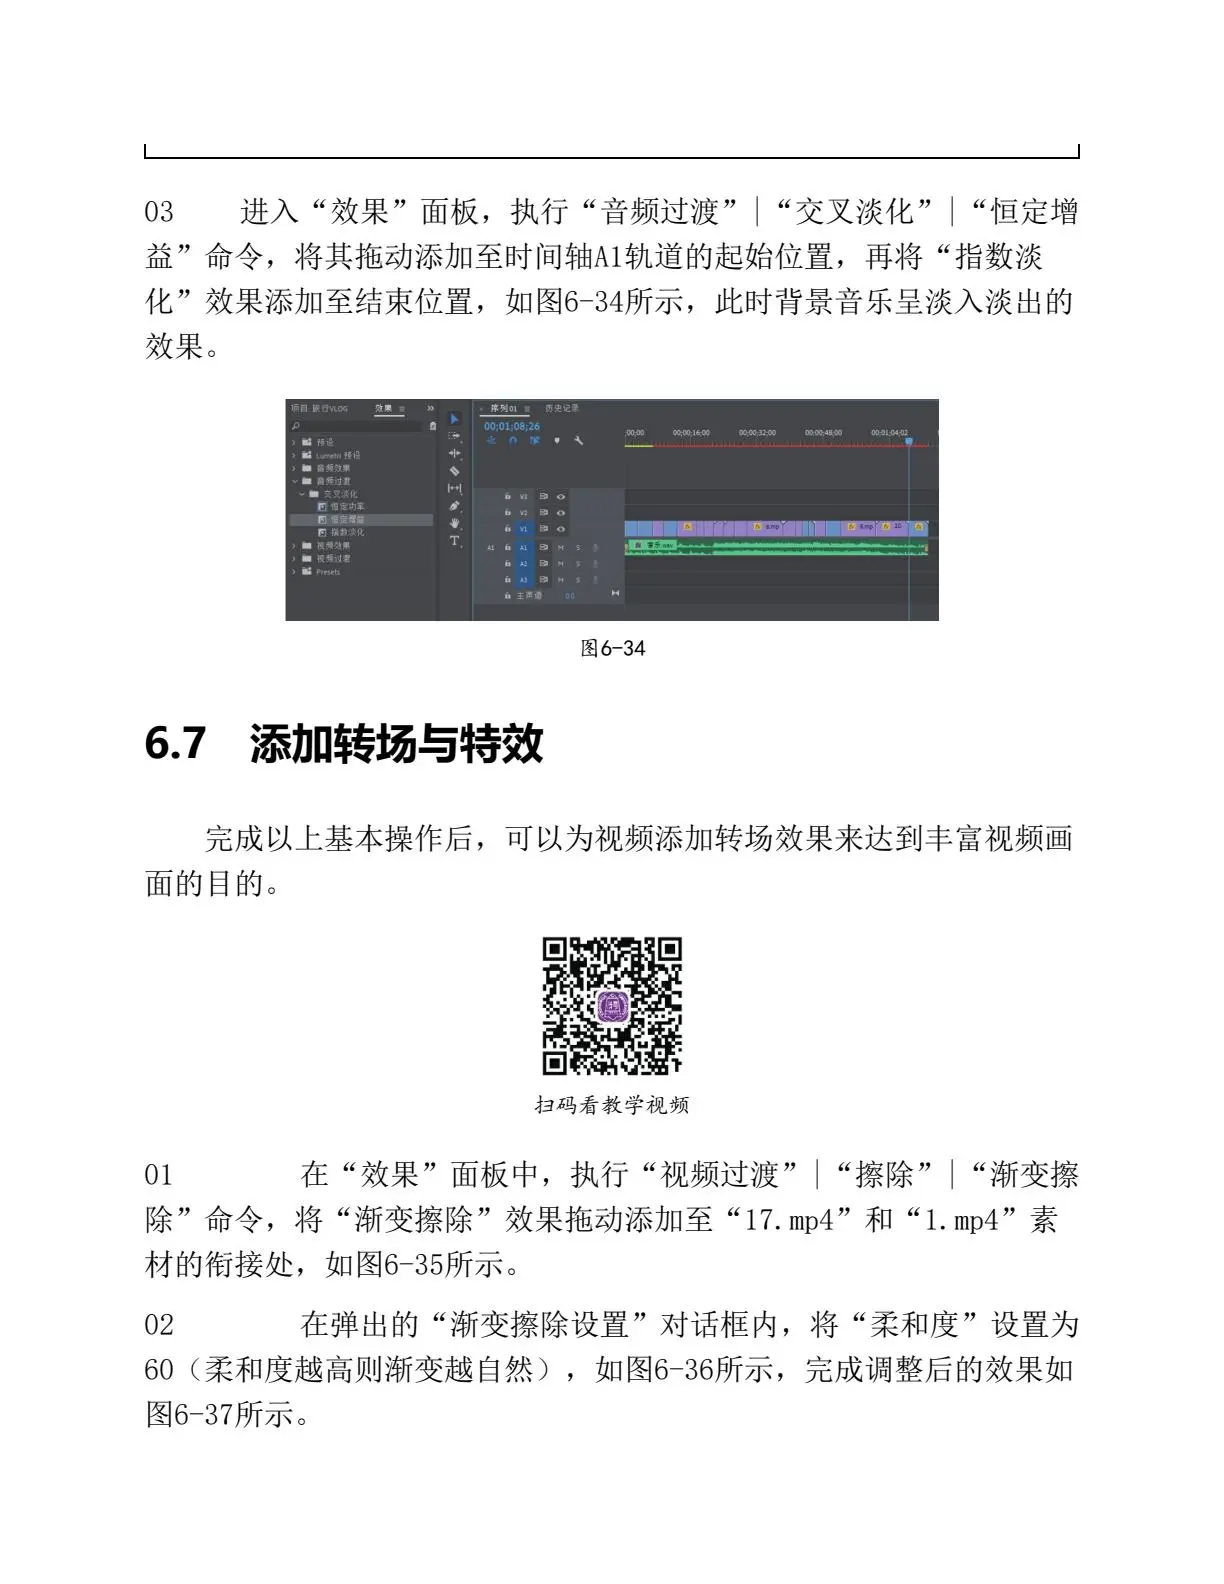 03 进入“效果”面板，执行“音频过渡”|“交叉淡化”|“恒定增
益”命令，将其拖动添加至时间轴A1轨道的起始位置，再将“指数淡
化”效果添加至结束位置，如图6-34所示，此时背景音乐呈淡入淡出的
效果。
项目:旅行VLOG 效果
预设
Lumetri 预设
音频效果
音频过渡
交叉淡化
恒定功率
恒定增益
指数淡化
视频效果
视频过渡
Presets
序列01 历史记录
00;01;08;26
;00;00 00;00;16;00 00;00;32;00 00;00;48;00 00;01;04;02
V3
V2
V1 8.mp 8.mp 10
A1 A1 M S 音乐.wav
A2 M S
A3 M S
主声道 0.0
图6-34
6.7 添加转场与特效
完成以上基本操作后，可以为视频添加转场效果来达到丰富视频画
面的目的。
扫码看教学视频
01 在“效果”面板中，执行“视频过渡”|“擦除”|“渐变擦
除”命令，将“渐变擦除”效果拖动添加至“17.mp4”和“1.mp4”素
材的衔接处，如图6-35所示。
02 在弹出的“渐变擦除设置”对话框内，将“柔和度”设置为
60（柔和度越高则渐变越自然），如图6-36所示，完成调整后的效果如
图6-37所示。